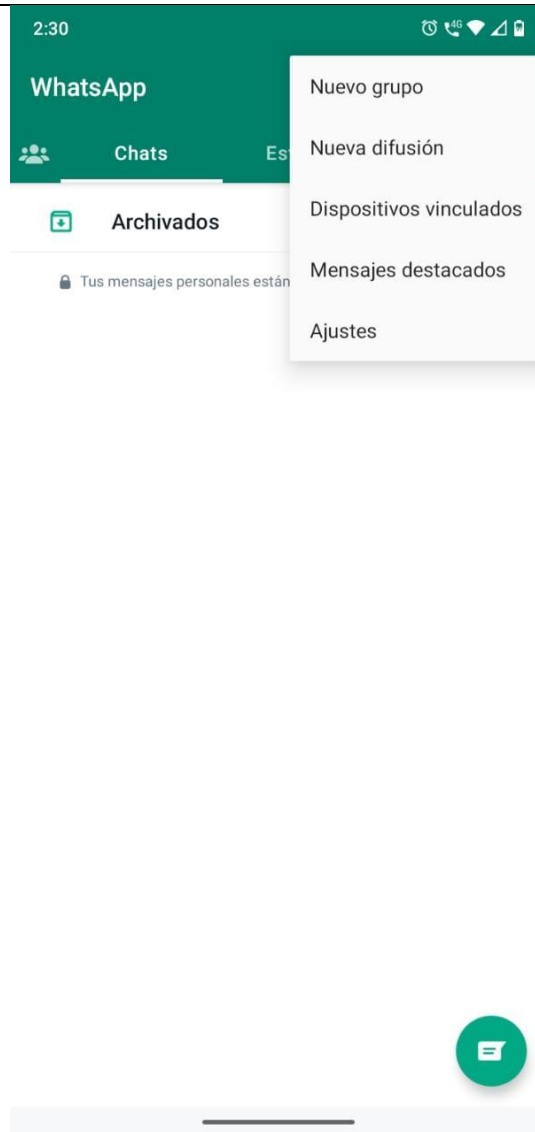 2:30
4G
WhatsApp
Chats
Es
Archivados
Tus mensajes personales están
Nuevo grupo
Nueva difusión
Dispositivos vinculados
Mensajes destacados
Ajustes